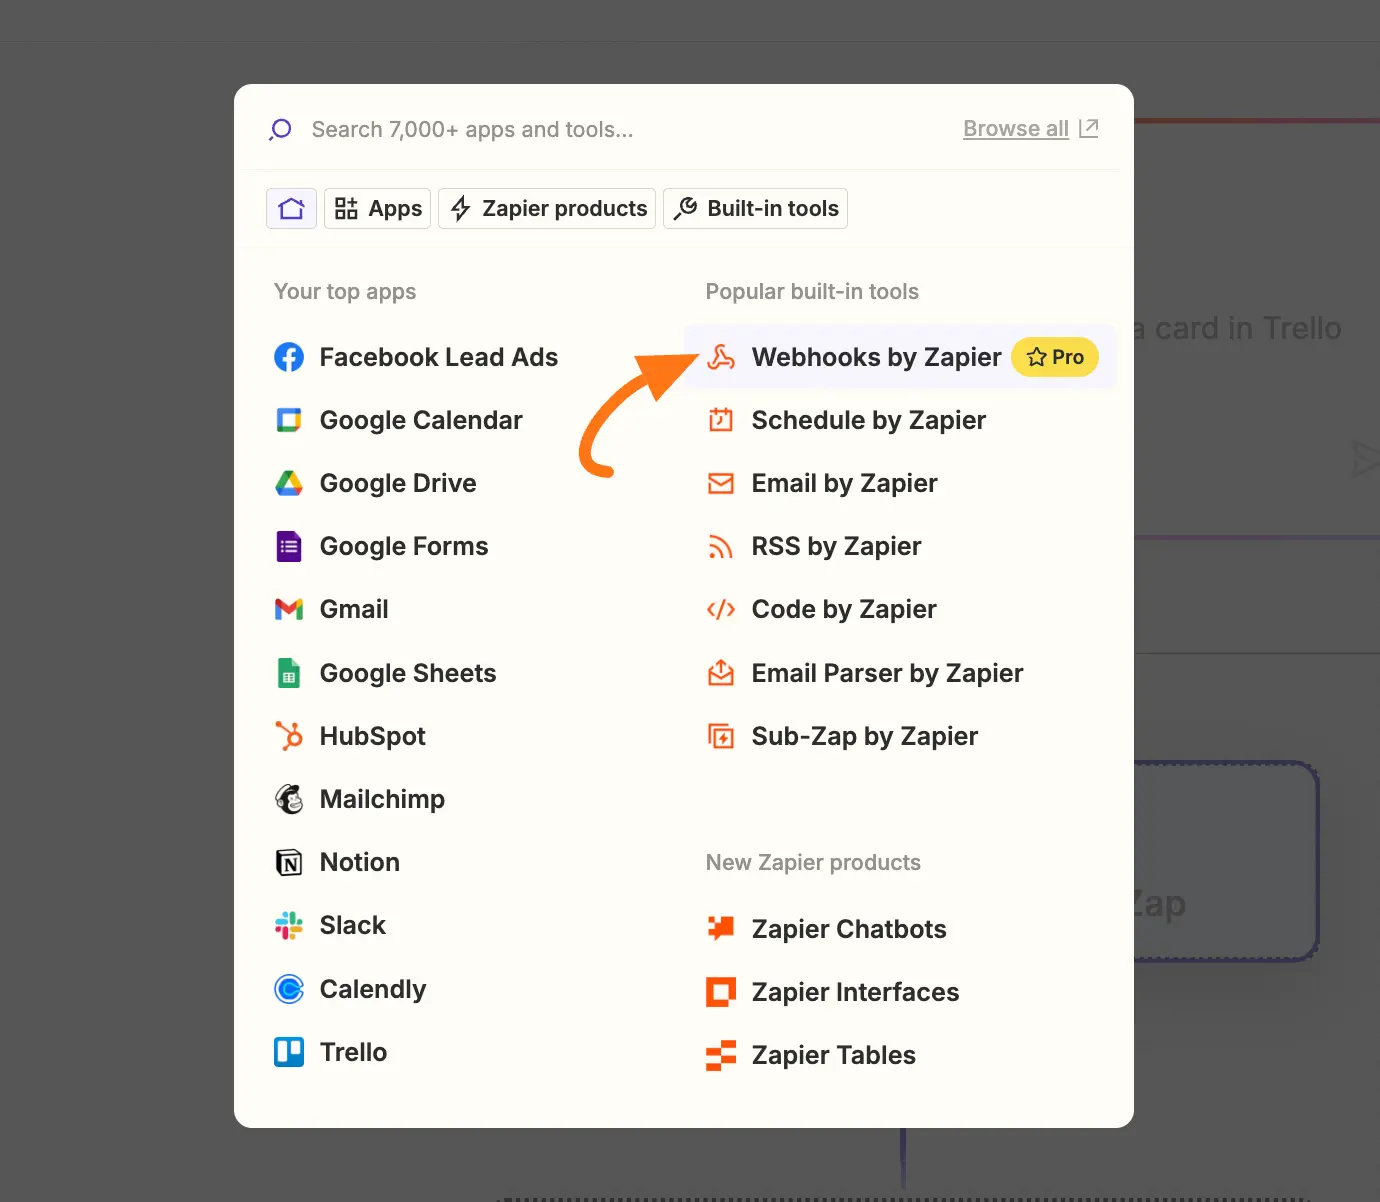 Search 7,000+ apps and tools...
Browse all
Apps
Zapier products
Built-in tools
Your top apps
Facebook Lead Ads
Google Calendar
Google Drive
Google Forms
Gmail
Google Sheets
HubSpot
Mailchimp
Notion
Slack
Calendly
Trello
Popular built-in tools
Webhooks by Zapier
Pro
Schedule by Zapier
Email by Zapier
RSS by Zapier
Code by Zapier
Email Parser by Zapier
Sub-Zap by Zapier
New Zapier products
Zapier Chatbots
Zapier Interfaces
Zapier Tables
a card in Trello
Zap